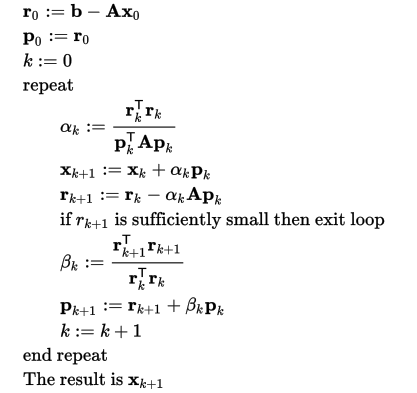 r₀ := b − Ax₀
p₀ := r₀
k := 0
repeat
αₖ := rₖᵀrₖ / pₖᵀApₖ
xₖ₊₁ := xₖ + αₖpₖ
rₖ₊₁ := rₖ − αₖApₖ
if rₖ₊₁ is sufficiently small then exit loop
βₖ := rₖ₊₁ᵀrₖ₊₁ / rₖᵀrₖ
pₖ₊₁ := rₖ₊₁ + βₖpₖ
k := k + 1
end repeat
The result is xₖ₊₁